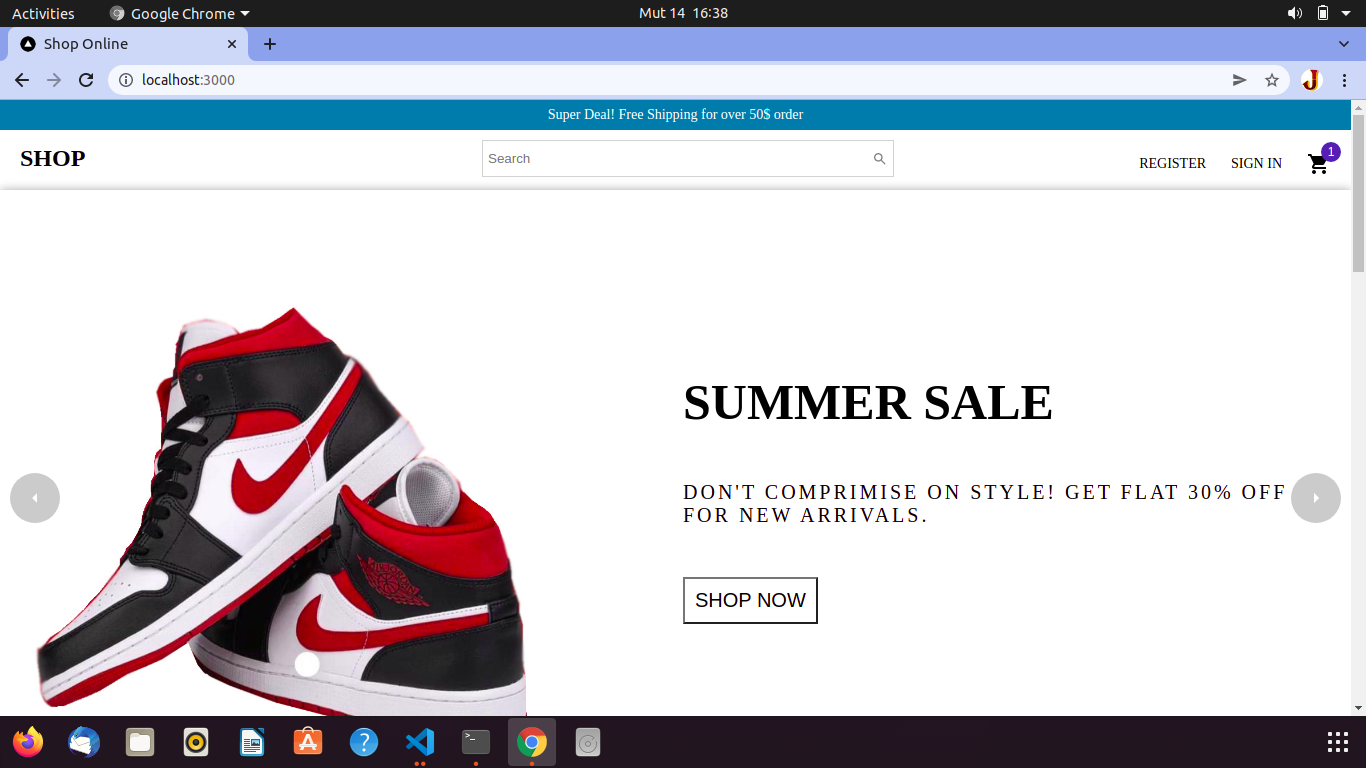 Activities
Google Chrome
Mut 14 16:38
Shop Online
localhost:3000
Super Deal! Free Shipping for over 50$ order
SHOP
Search
REGISTER
SIGN IN
1
SUMMER SALE
DON'T COMPRIMISE ON STYLE! GET FLAT 30% OFF
FOR NEW ARRIVALS.
SHOP NOW